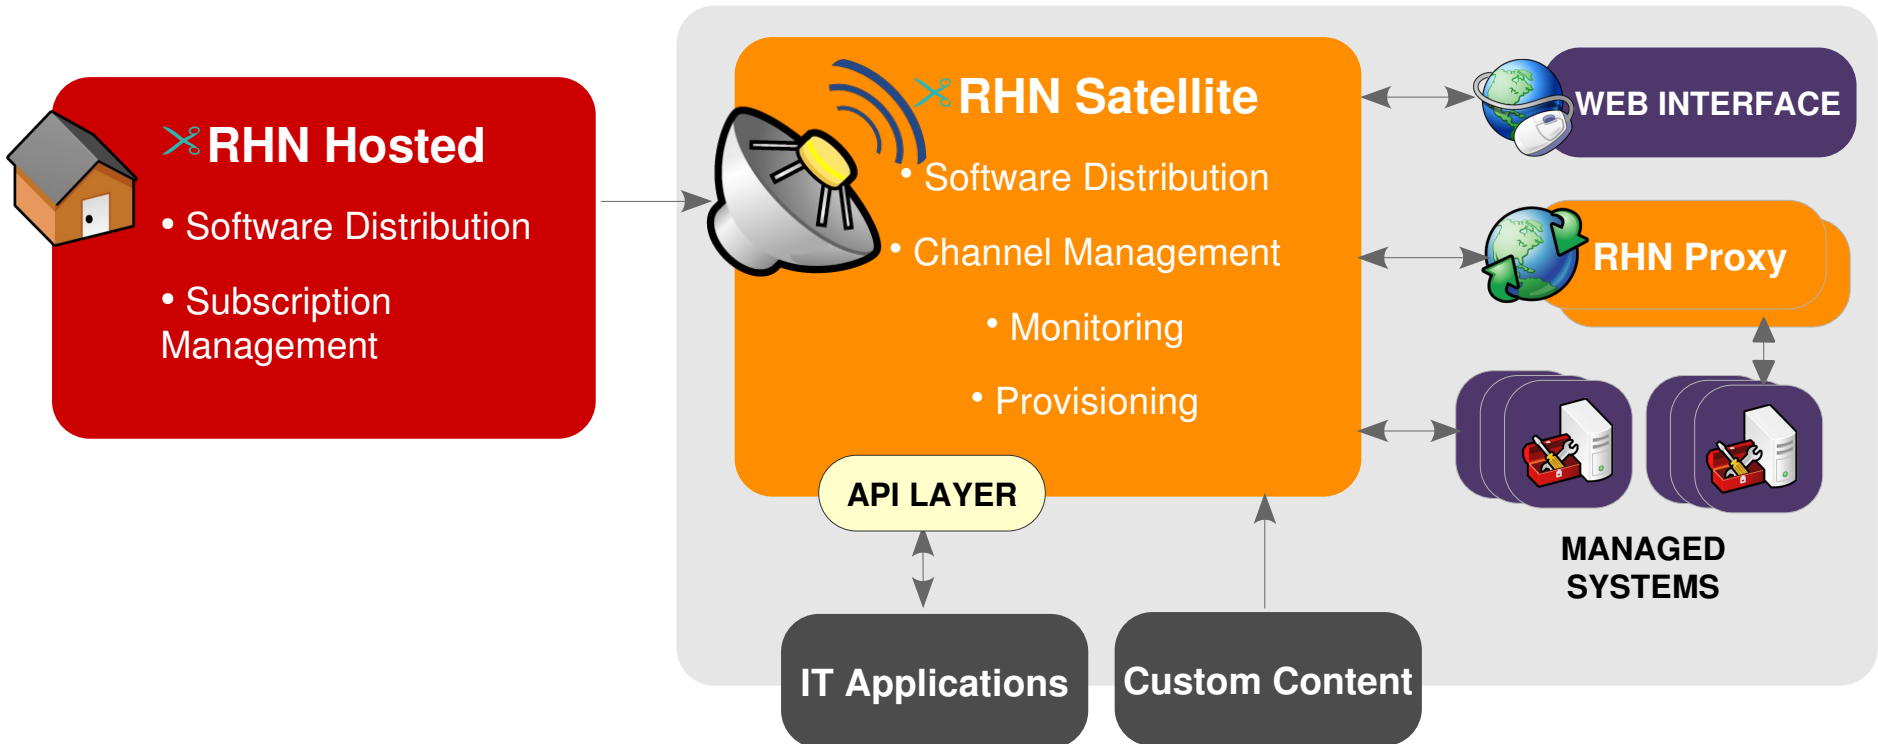 RHN Hosted
• Software Distribution
• Subscription
Management
RHN Satellite
• Software Distribution
• Channel Management
• Monitoring
• Provisioning
API LAYER
IT Applications
Custom Content
WEB INTERFACE
RHN Proxy
MANAGED
SYSTEMS